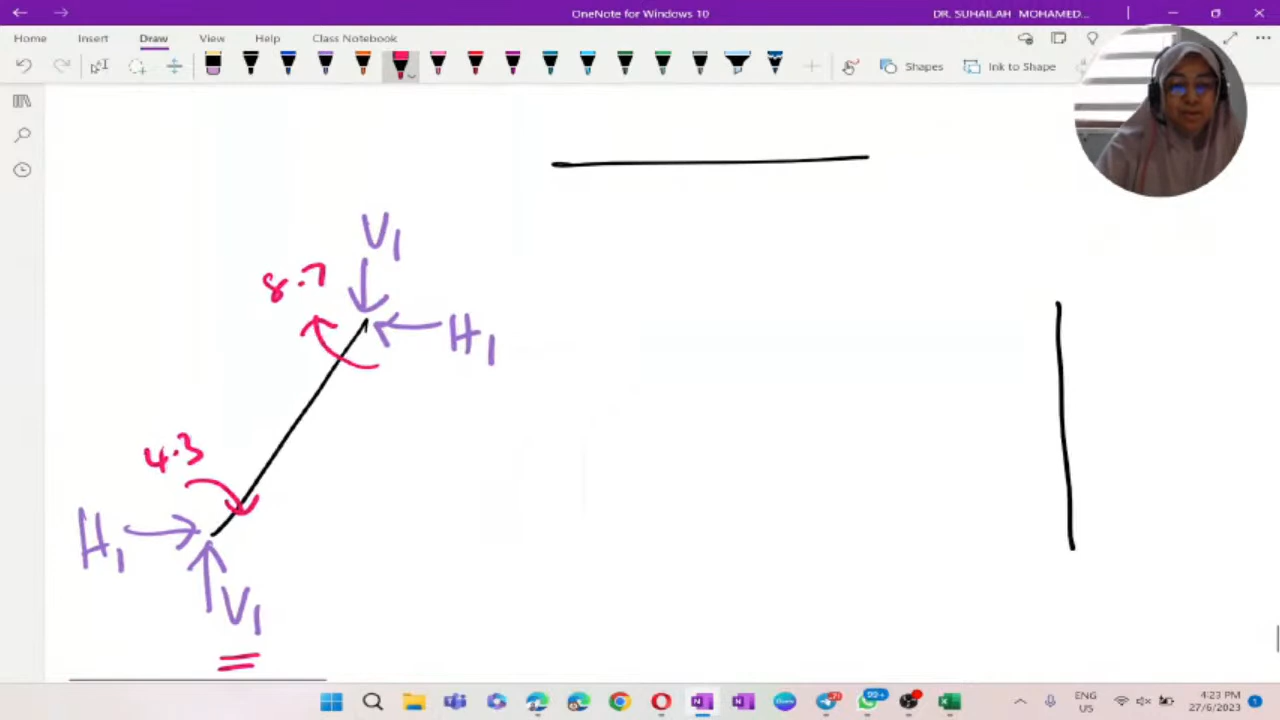 OneNote for Windows 10
DR. SUHAILAH MOHAMED...
Home Insert Draw View Help Class Notebook
Shapes Ink to Shape
V1
8.7
H1
4.3
H1
V1
99+
ENG
US
4:23 PM
27/6/2023